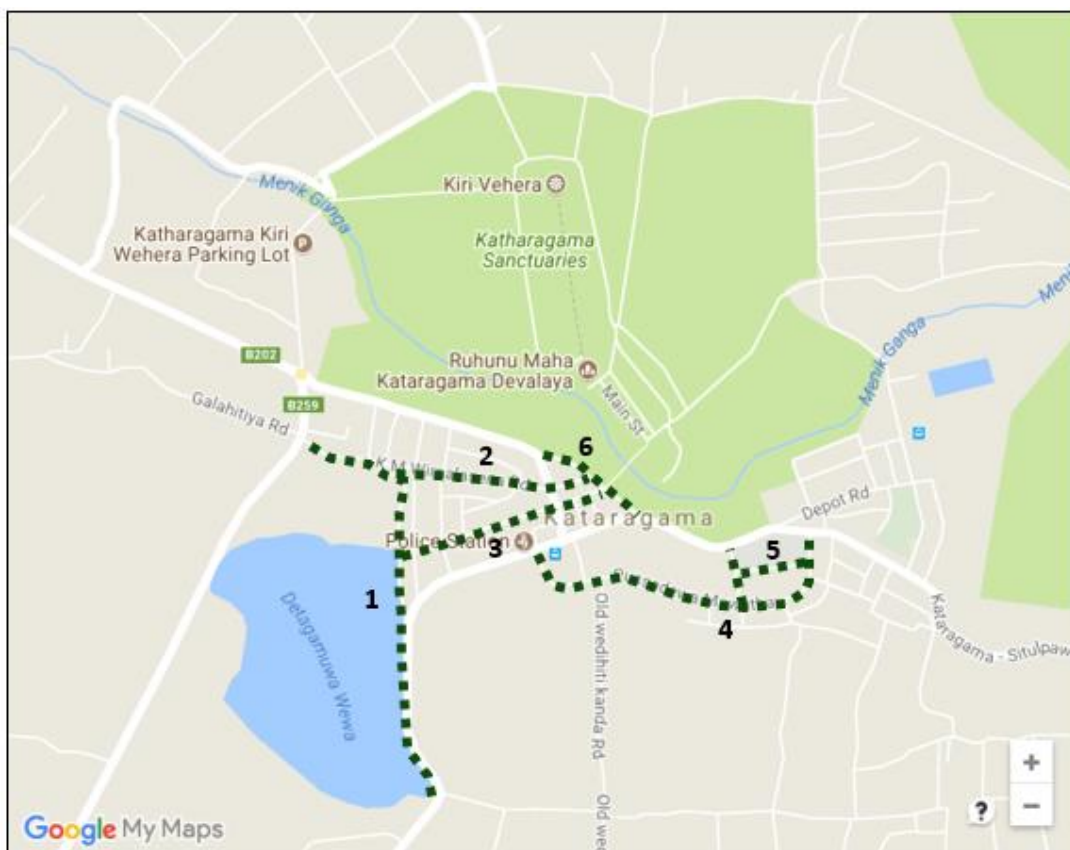 Menik Ganga
Kiri Vehera
Katharagama Kiri
Wehera Parking Lot
Katharagama
Sanctuaries
Menik Ganga
B202
Ruhunu Maha
Kataragama Devalaya
Main St
B259
Galahitiya Rd
6
2
K M
Rd
Depot Rd
Kataragama
Police Station
3
5
1
4
Old wedihiti kanda Rd
Kataragama - Situlpaw
Detagamuwa Wewa
Old wed
+
−
?
Google My Maps